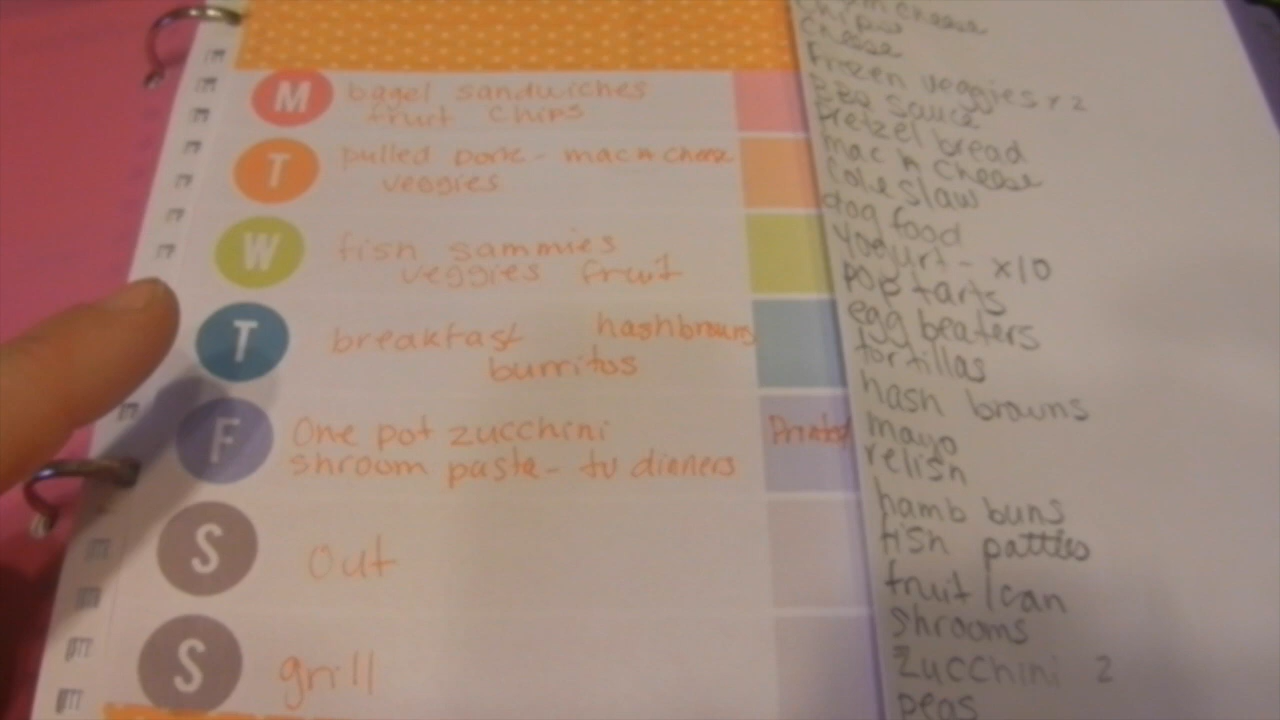 M
bagel sandwiches
fruit chips
T
pulled pork - mac n cheese
veggies
W
fish sammies
veggies fruit
T
breakfast hashbrowns
burritos
F
One pot zucchini
shroom pasta - tv dinners
S
Out
S
grill
cheese
cheese
frozen veggies x 2
BBQ sauce
pretzel bread
mac n cheese
Coleslaw
dog food
Yogurt - x10
pop tarts
egg beaters
tortillas
hash browns
mayo
relish
hamb buns
fish patties
fruit/can
shrooms
Zucchini 2
peas